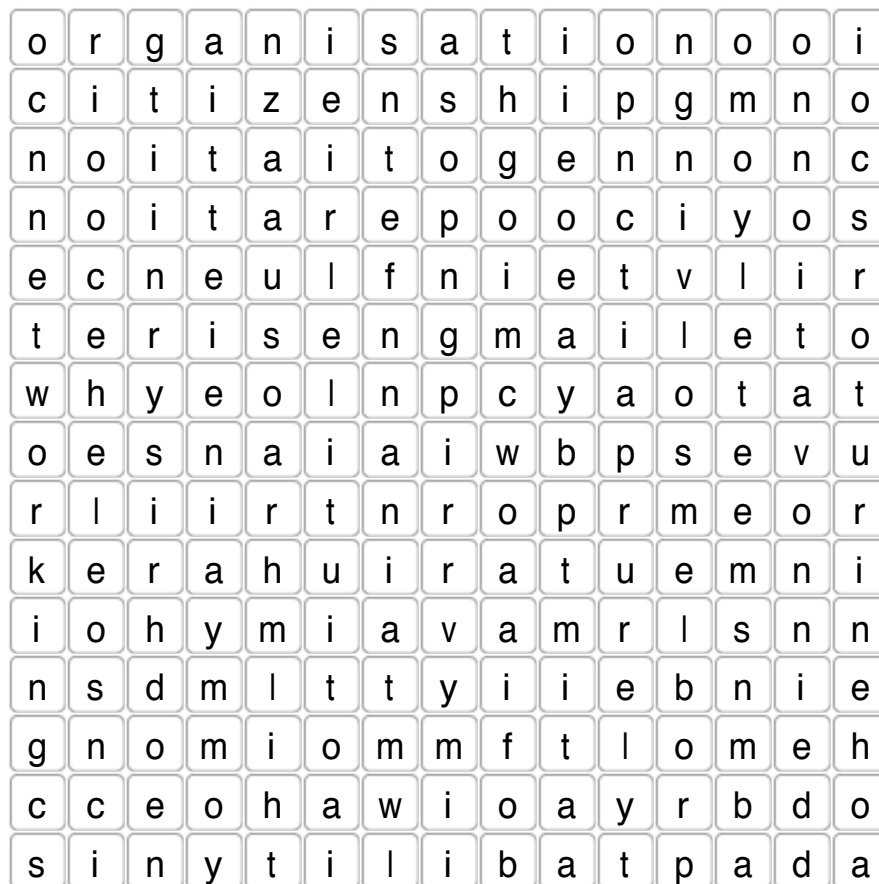 o r g a n i s a t i o n o o i
c i t i z e n s h i p g m n o
n o i t a i t o g e n n o n c
n o i t a r e p o o c i y o s
e c n e u l f n i e t v l i r
t e r i s e n g m a i l e t o
w h y e o l n p c y a o t a t
o e s n a i a i w b p s e v u
r l i i r t n r o p r m e o r
k e r a h u i r a t u e m n i
i o h y m i a v a m r l s n n
n s d m l t t y i i e b n i e
g n o m i o m m f t l o m e h
c c e o h a w i o a y r b d o
s i n y t i l i b a t p a d a